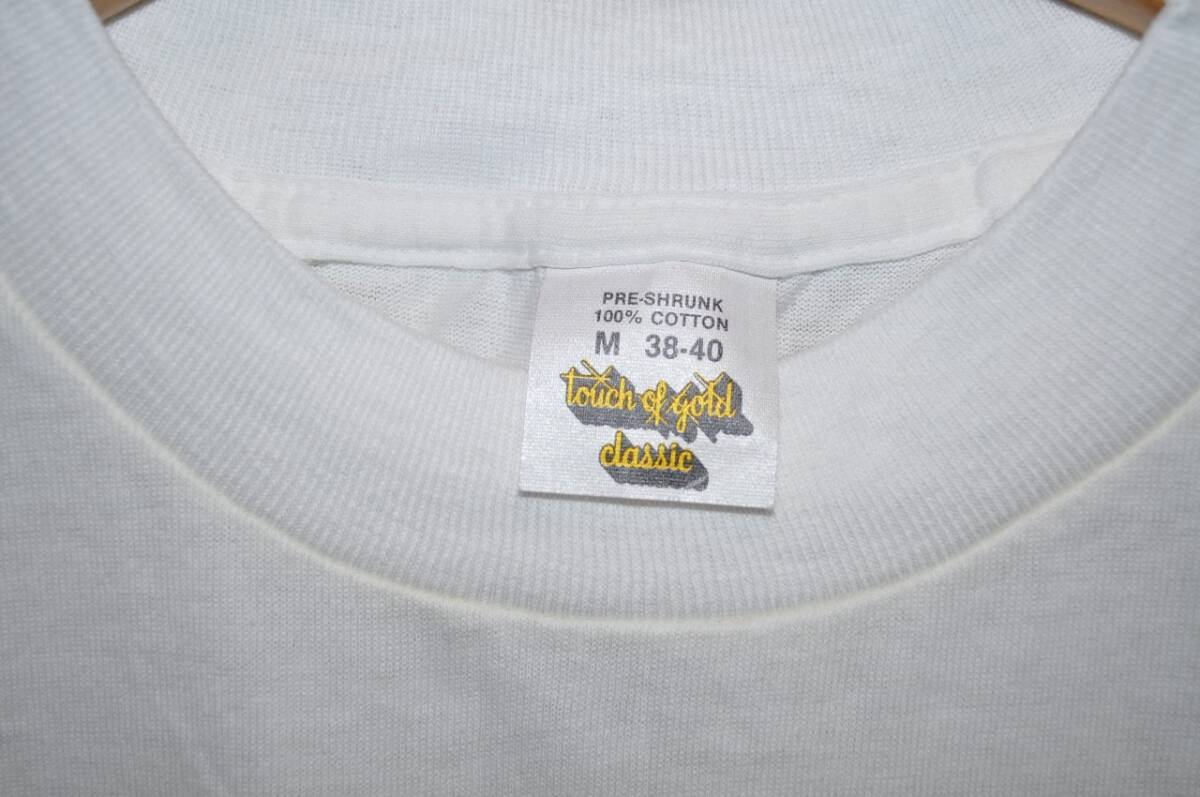 PRE-SHRUNK
100% COTTON
M 38-40
touch of gold
classic